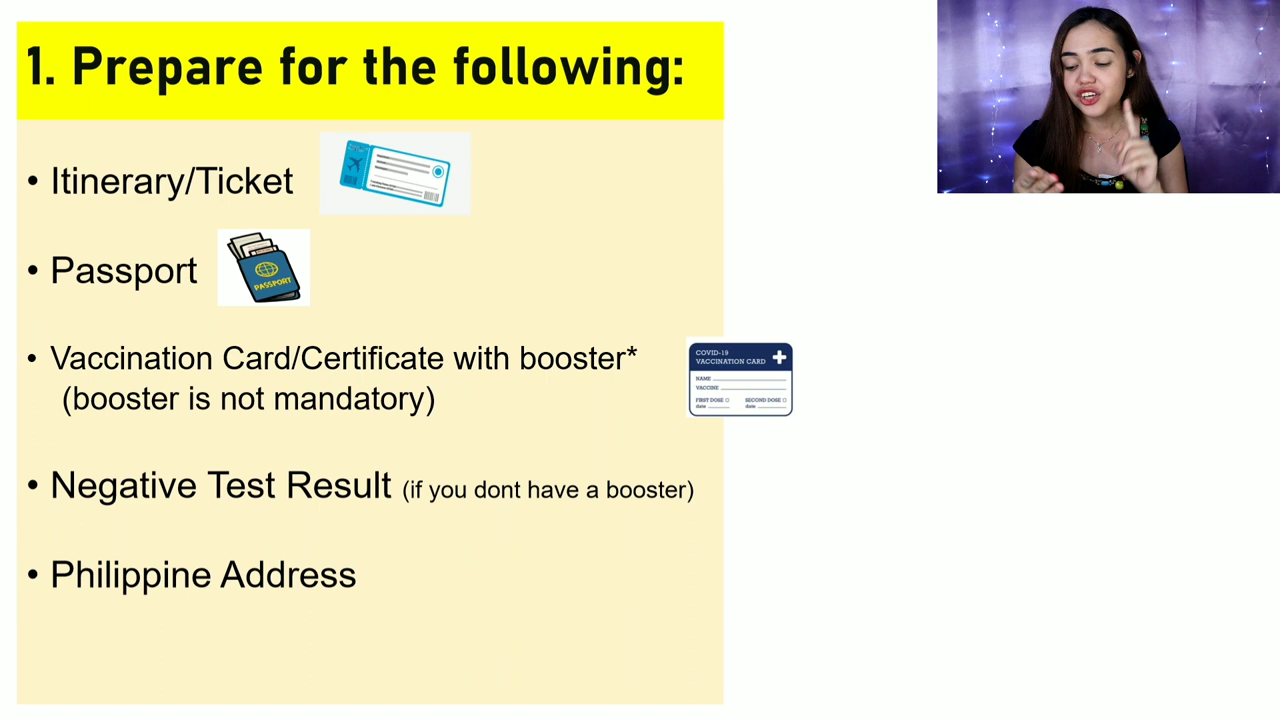 1. Prepare for the following:
• Itinerary/Ticket
• Passport
PASSPORT
• Vaccination Card/Certificate with booster*
(booster is not mandatory)
COVID-19
VACCINATION CARD
NAME
VACCINE
FIRST DOSE SECOND DOSE
date date
• Negative Test Result (if you dont have a booster)
• Philippine Address